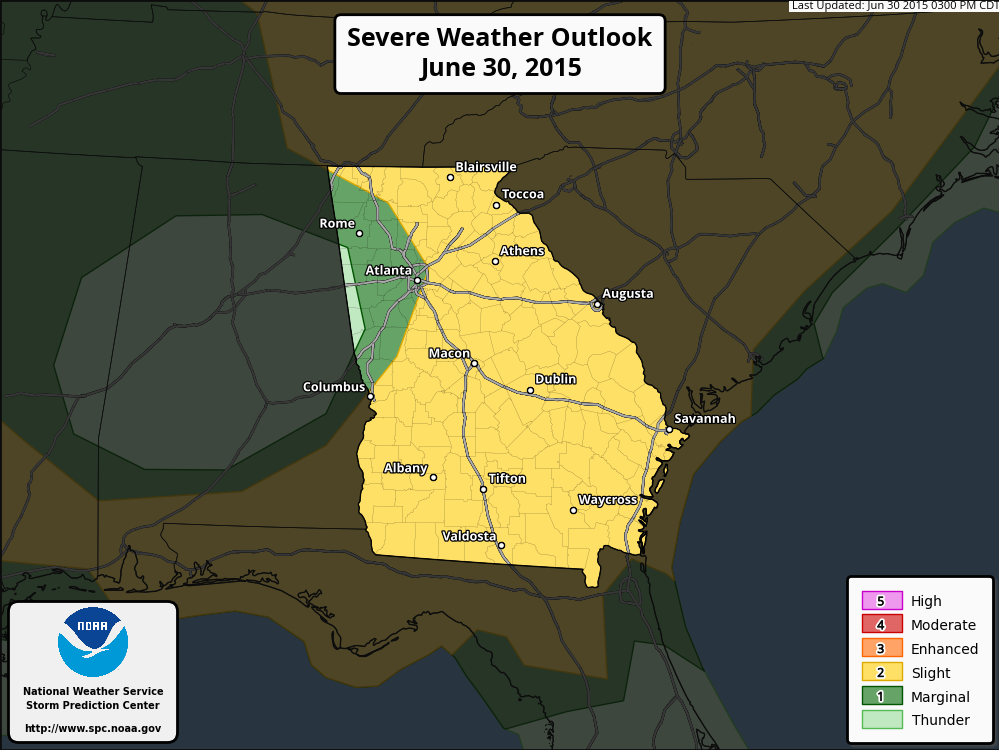 Last Updated: Jun 30 2015 0300 PM CDT
Severe Weather Outlook
June 30, 2015
Blairsville
Toccoa
Rome
Athens
Atlanta
Augusta
Macon
Dublin
Columbus
Savannah
Albany
Tifton
Waycross
Valdosta
5 High
4 Moderate
3 Enhanced
2 Slight
1 Marginal
Thunder
NOAA
National Weather Service
Storm Prediction Center
http://www.spc.noaa.gov